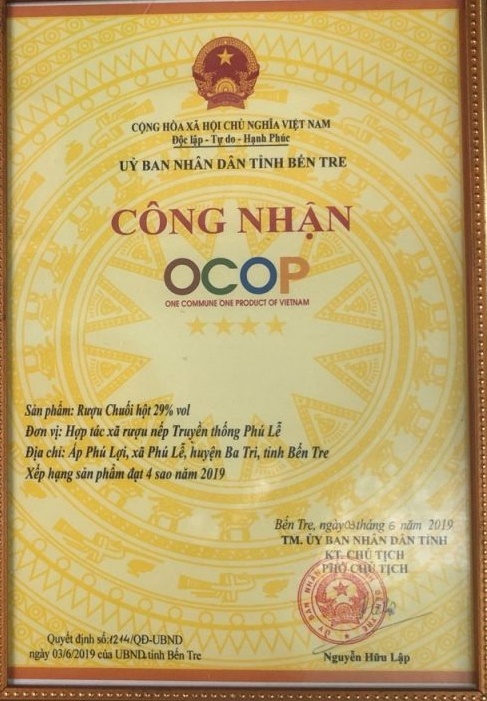 CỘNG HÒA XÃ HỘI CHỦ NGHĨA VIỆT NAM
Độc lập - Tự do - Hạnh Phúc
UỶ BAN NHÂN DÂN TỈNH BẾN TRE
CÔNG NHẬN
OCOP
ONE COMMUNE ONE PRODUCT OF VIETNAM
Sản phẩm: Rượu Chuối hột 29% vol
Đơn vị: Hợp tác xã rượu nếp Truyền thống Phú Lễ
Địa chỉ: Ấp Phú Lợi, xã Phú Lễ, huyện Ba Tri, tỉnh Bến Tre
Xếp hạng sản phẩm đạt 4 sao năm 2019
Bến Tre, ngày 03 tháng 6 năm 2019
TM. ỦY BAN NHÂN DÂN TỈNH
KT. CHỦ TỊCH
PHÓ CHỦ TỊCH
Quyết định số: 1214/QĐ-UBND
ngày 03/6/2019 của UBND tỉnh Bến Tre
Nguyễn Hữu Lập